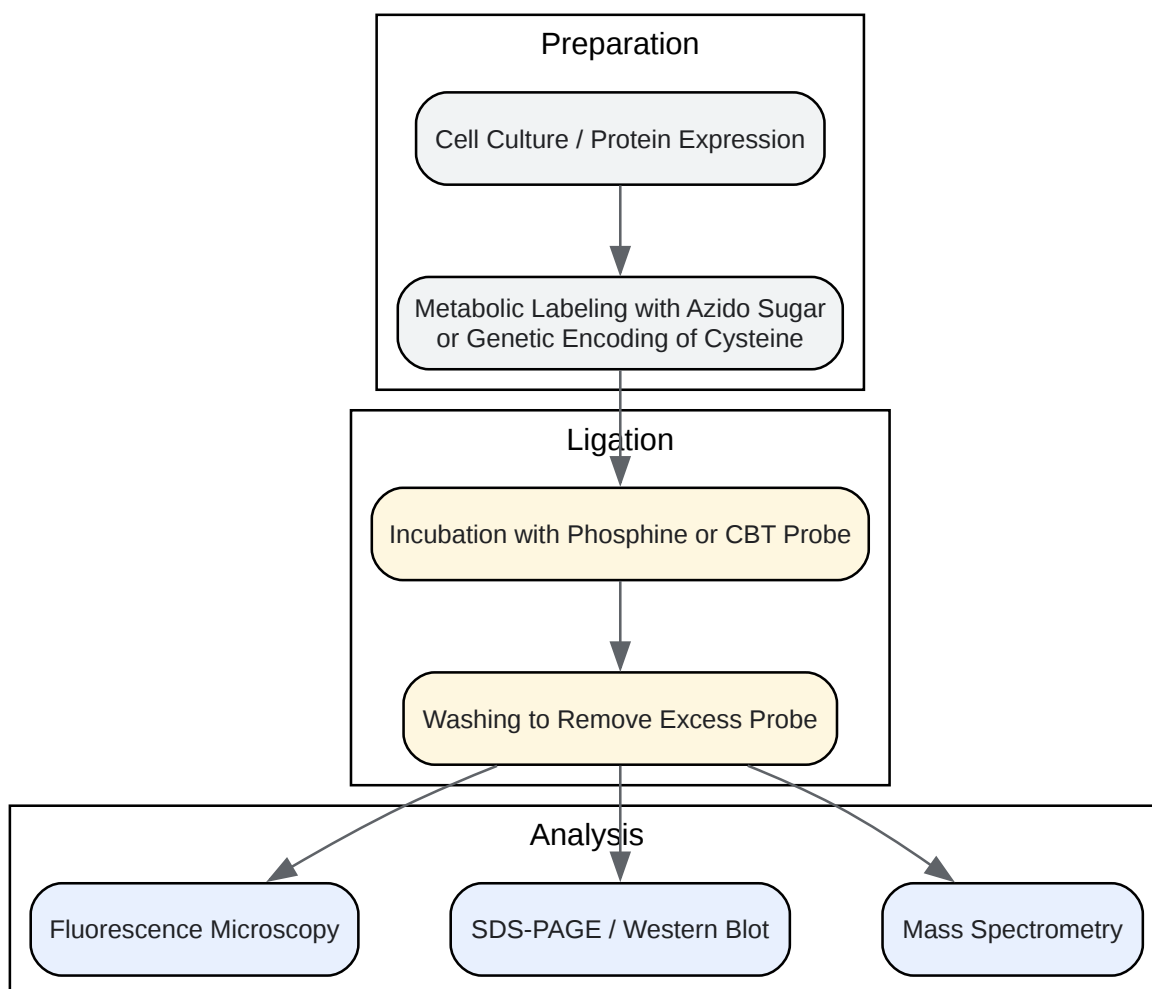 Preparation
Cell Culture / Protein Expression
Metabolic Labeling with Azido Sugar
or Genetic Encoding of Cysteine
Ligation
Incubation with Phosphine or CBT Probe
Washing to Remove Excess Probe
Analysis
Fluorescence Microscopy
SDS-PAGE / Western Blot
Mass Spectrometry